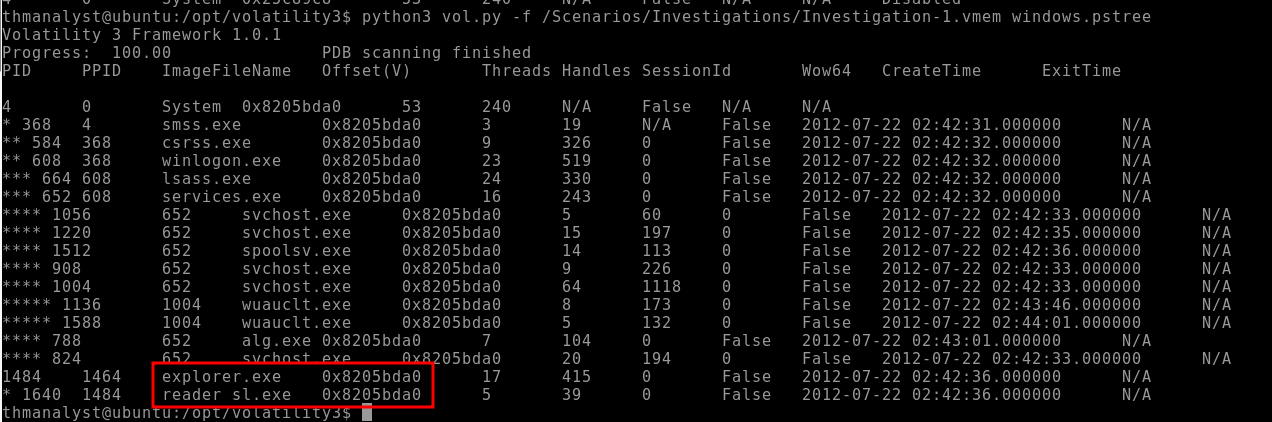 thmanalyst@ubuntu:/opt/volatility3$ python3 vol.py -f /Scenarios/Investigations/Investigation-1.vmem windows.pstree
Volatility 3 Framework 1.0.1
Progress:  100.00               PDB scanning finished
PID     PPID    ImageFileName   Offset(V)       Threads Handles SessionId       Wow64   CreateTime      ExitTime
4       0       System  0x8205bda0      53      240     N/A     False   N/A     N/A
* 368   4       smss.exe        0x8205bda0      3       19      N/A     False   2012-07-22 02:42:31.000000      N/A
** 584  368     csrss.exe       0x8205bda0      9       326     0       False   2012-07-22 02:42:32.000000      N/A
** 608  368     winlogon.exe    0x8205bda0      23      519     0       False   2012-07-22 02:42:32.000000      N/A
*** 664 608     lsass.exe       0x8205bda0      24      330     0       False   2012-07-22 02:42:32.000000      N/A
*** 652 608     services.exe    0x8205bda0      16      243     0       False   2012-07-22 02:42:32.000000      N/A
**** 1056       652     svchost.exe     0x8205bda0      5       60      0       False   2012-07-22 02:42:33.000000      N/A
**** 1220       652     svchost.exe     0x8205bda0      15      197     0       False   2012-07-22 02:42:35.000000      N/A
**** 1512       652     spoolsv.exe     0x8205bda0      14      113     0       False   2012-07-22 02:42:36.000000      N/A
**** 908        652     svchost.exe     0x8205bda0      9       226     0       False   2012-07-22 02:42:33.000000      N/A
**** 1004       652     svchost.exe     0x8205bda0      64      1118    0       False   2012-07-22 02:42:33.000000      N/A
***** 1136      1004    wuauclt.exe     0x8205bda0      8       173     0       False   2012-07-22 02:43:46.000000      N/A
***** 1588      1004    wuauclt.exe     0x8205bda0      5       132     0       False   2012-07-22 02:44:01.000000      N/A
**** 788        652     alg.exe 0x8205bda0      7       104     0       False   2012-07-22 02:43:01.000000      N/A
**** 824        652     svchost.exe     0x8205bda0      20      194     0       False   2012-07-22 02:42:33.000000      N/A
1484    1464    explorer.exe    0x8205bda0      17      415     0       False   2012-07-22 02:42:36.000000      N/A
* 1640  1484    reader_sl.exe   0x8205bda0      5       39      0       False   2012-07-22 02:42:36.000000      N/A
thmanalyst@ubuntu:/opt/volatility3$